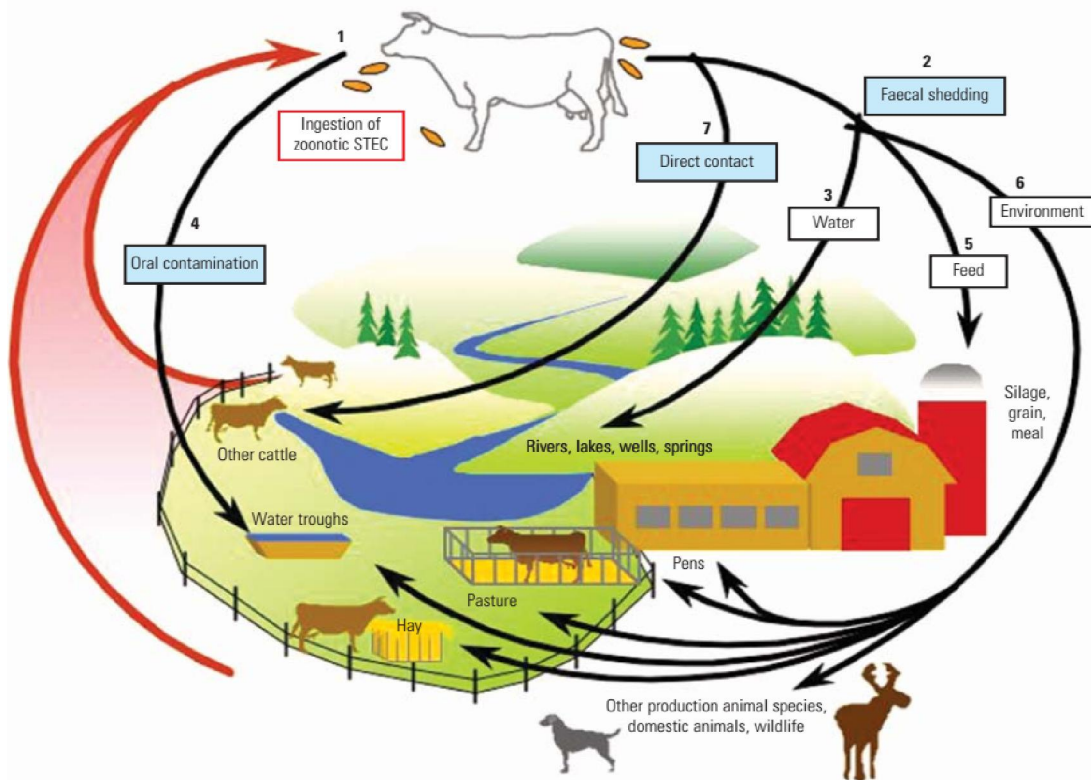 1
Ingestion of
zoonotic STEC
2
Faecal shedding
7
Direct contact
3
Water
6
Environment
4
Oral contamination
5
Feed
Silage,
grain,
meal
Other cattle
Rivers, lakes, wells, springs
Water troughs
Pens
Pasture
Hay
Other production animal species,
domestic animals, wildlife